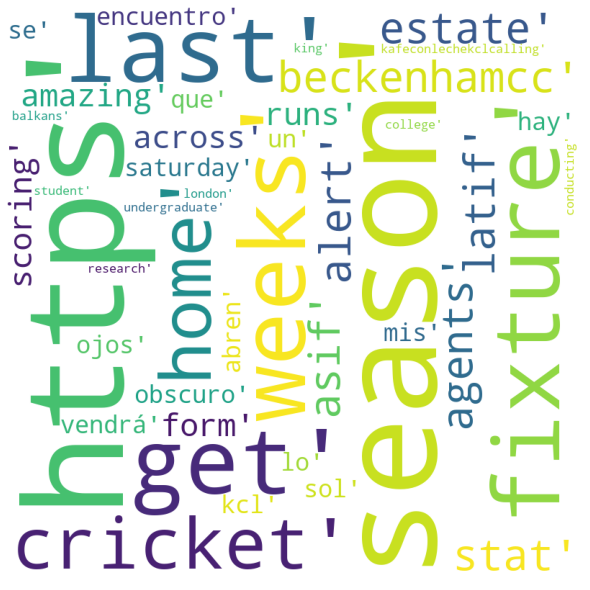 encuentro'
se'
last'
king'
kafeconlechekclcalling'
estate'
beckenhamcc'
amazing'
que'
runs'
balkans'
across'
un'
college'
hay'
scoring'
saturday'
alert'
latif'
conducting'
student'
london'
undergraduate'
https'
home'
weeks'
season'
fixture'
research'
ojos'
abren'
asif'
mis'
agents'
obscuro'
vendrá'
form'
get'
lo'
sol'
kcl'
cricket'
stat'